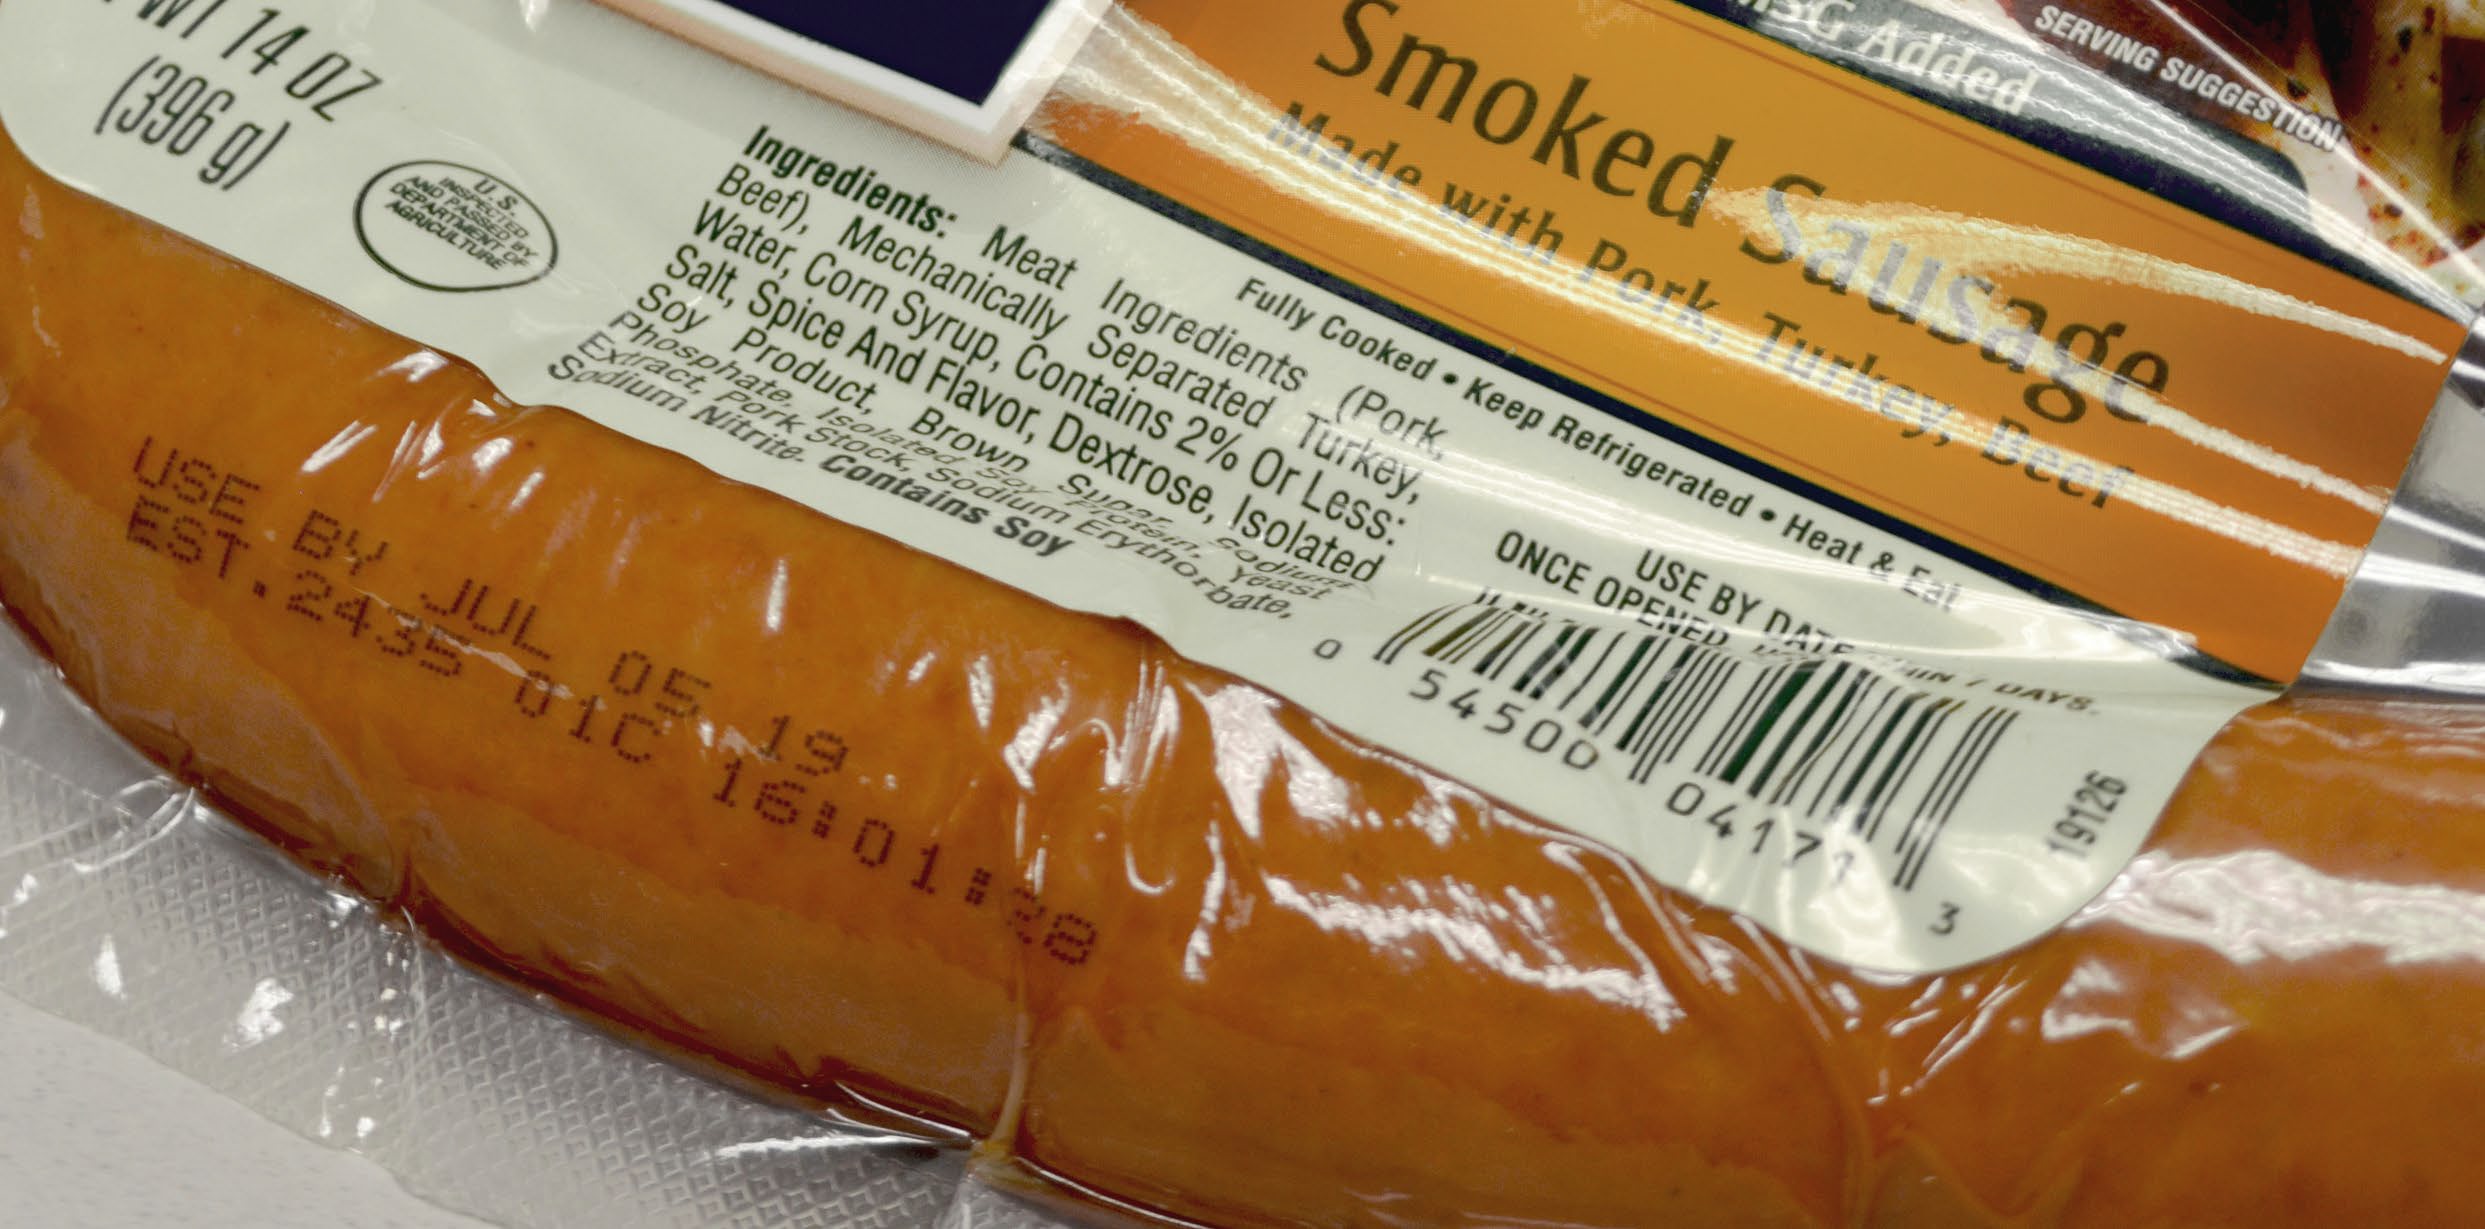 WT 14 OZ
(396 g)
U.S.
INSPECTED
AND PASSED BY
DEPARTMENT OF
AGRICULTURE
Ingredients: Meat Ingredients (Pork,
Beef), Mechanically Separated Turkey,
Water, Corn Syrup, Contains 2% Or Less:
Salt, Spice And Flavor, Dextrose, Isolated
Soy Product, Brown Sugar, Sodium
Phosphate, Isolated Soy Protein, Yeast
Extract, Pork Stock, Sodium Erythorbate,
Sodium Nitrite. Contains Soy
MSG Added
SERVING SUGGESTION
Smoked Sausage
Made with Pork, Turkey, Beef
Fully Cooked • Keep Refrigerated • Heat & Eat
USE BY DATE
ONCE OPENED, 7 DAYS.
0 54500 04171 3
19126
USE BY JUL 05 19
EST.2435 01C 16:01:28